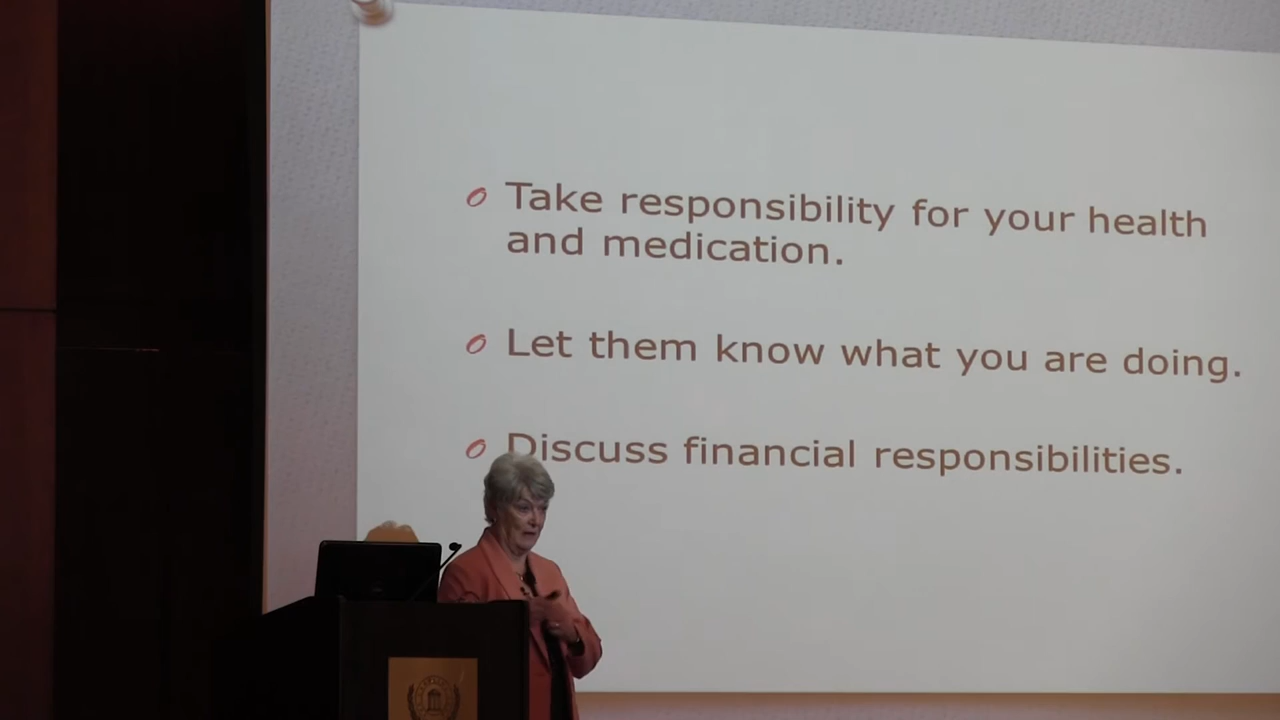 Take responsibility for your health
and medication.
Let them know what you are doing.
Discuss financial responsibilities.